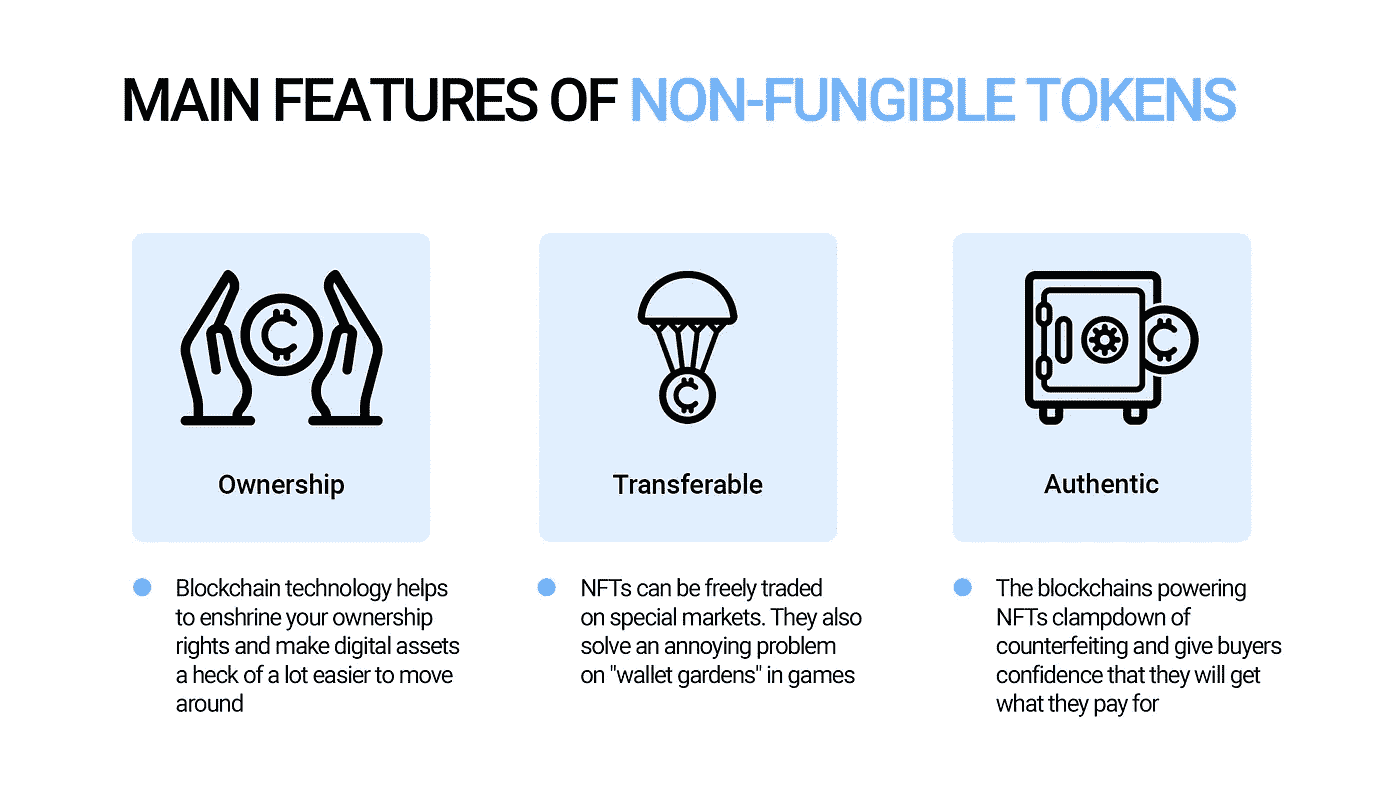 MAIN FEATURES OF NON-FUNGIBLE TOKENS
Ownership
Blockchain technology helps
to enshrine your ownership
rights and make digital assets
a heck of a lot easier to move
around
Transferable
NFTs can be freely traded
on special markets. They also
solve an annoying problem
on "wallet gardens" in games
Authentic
The blockchains powering
NFTs clampdown of
counterfeiting and give buyers
confidence that they will get
what they pay for